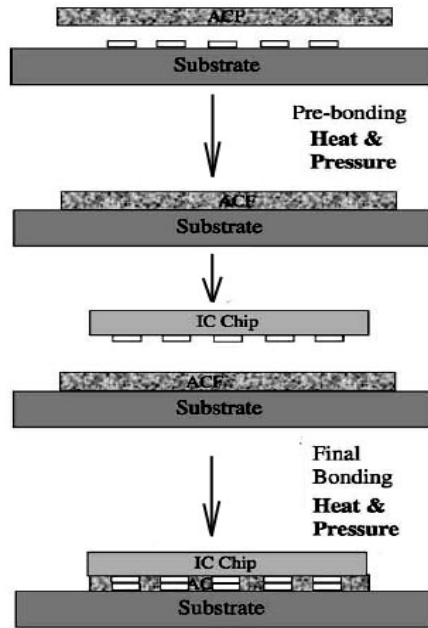 ACF
Substrate
Pre-bonding
Heat &
Pressure
ACF
Substrate
IC Chip
ACF
Substrate
Final
Bonding
Heat &
Pressure
IC Chip
AC
Substrate